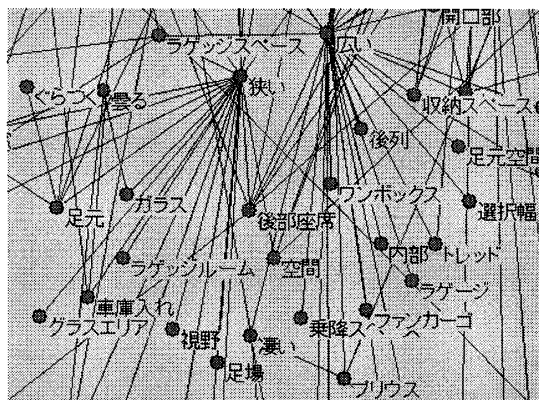 開口部
ラゲッジスペース
広い
狭い
ぐらつく
曇る
収納スペース
後列
足元空間
ガラス
ワンボックス
足元
後部座席
選択幅
ラゲッジルーム
空間
内部
トレッド
ラゲージ
車庫入れ
グラスエリア
視野
凄い
乗降スペース
ファンカーゴ
足場
プリウス